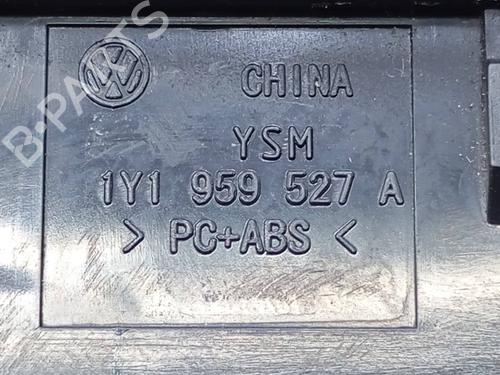 CHINA
YSM
1Y1 959 527 A
> PC+ABS <
B-PARTS